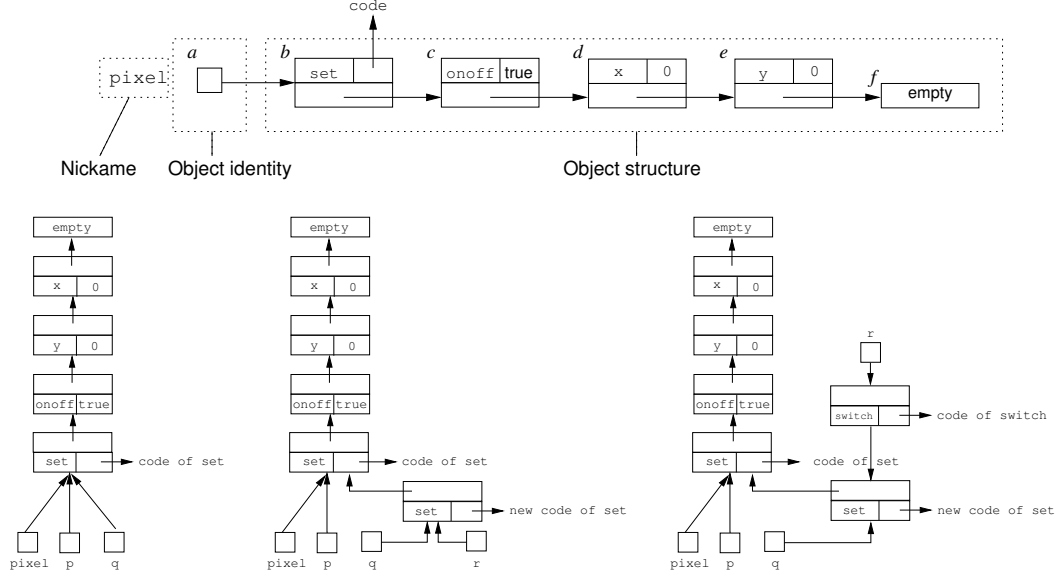 code
a b c d e f
pixel set onoff true x 0 y 0 empty
Nickame Object identity Object structure
empty empty empty
x 0 x 0 x 0
y 0 y 0 y 0
r
onoff true onoff true onoff true
switch code of switch
set code of set set code of set set code of set
set new code of set set new code of set
pixel p q pixel p q r pixel p q